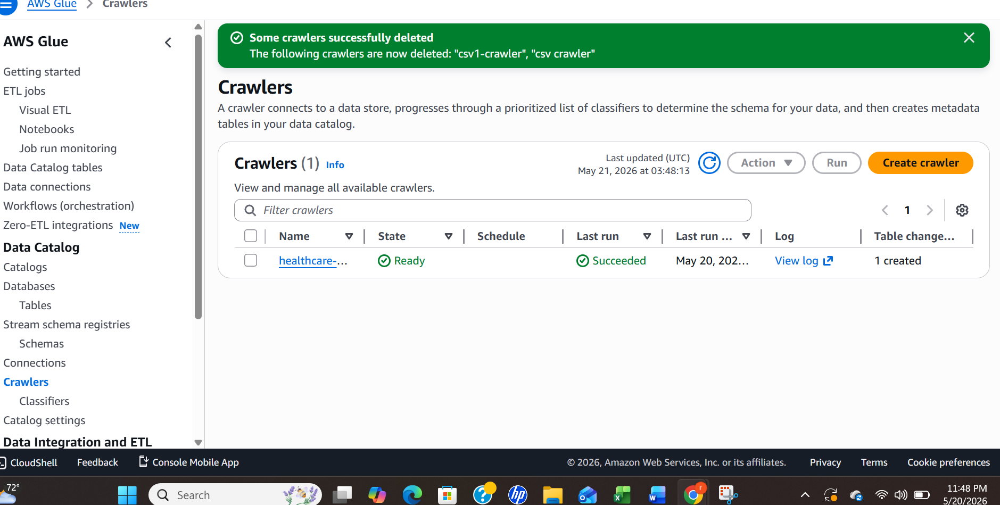 AWS Glue > Crawlers
AWS Glue
Getting started
ETL jobs
Visual ETL
Notebooks
Job run monitoring
Data Catalog tables
Data connections
Workflows (orchestration)
Zero-ETL integrations New
Data Catalog
Catalogs
Databases
Tables
Stream schema registries
Schemas
Connections
Crawlers
Classifiers
Catalog settings
Data Integration and ETL
Some crawlers successfully deleted
The following crawlers are now deleted: "csv1-crawler", "csv crawler"
Crawlers
A crawler connects to a data store, progresses through a prioritized list of classifiers to determine the schema for your data, and then creates metadata
tables in your data catalog.
Crawlers (1) Info
Last updated (UTC)
May 21, 2026 at 03:48:13
Action
Run
Create crawler
View and manage all available crawlers.
Filter crawlers
1
Name State Schedule Last run Last run ... Log Table change...
healthcare-... Ready Succeeded May 20, 202... View log 1 created
CloudShell Feedback Console Mobile App © 2026, Amazon Web Services, Inc. or its affiliates. Privacy Terms Cookie preferences
72°
Search
11:48 PM
5/20/2026